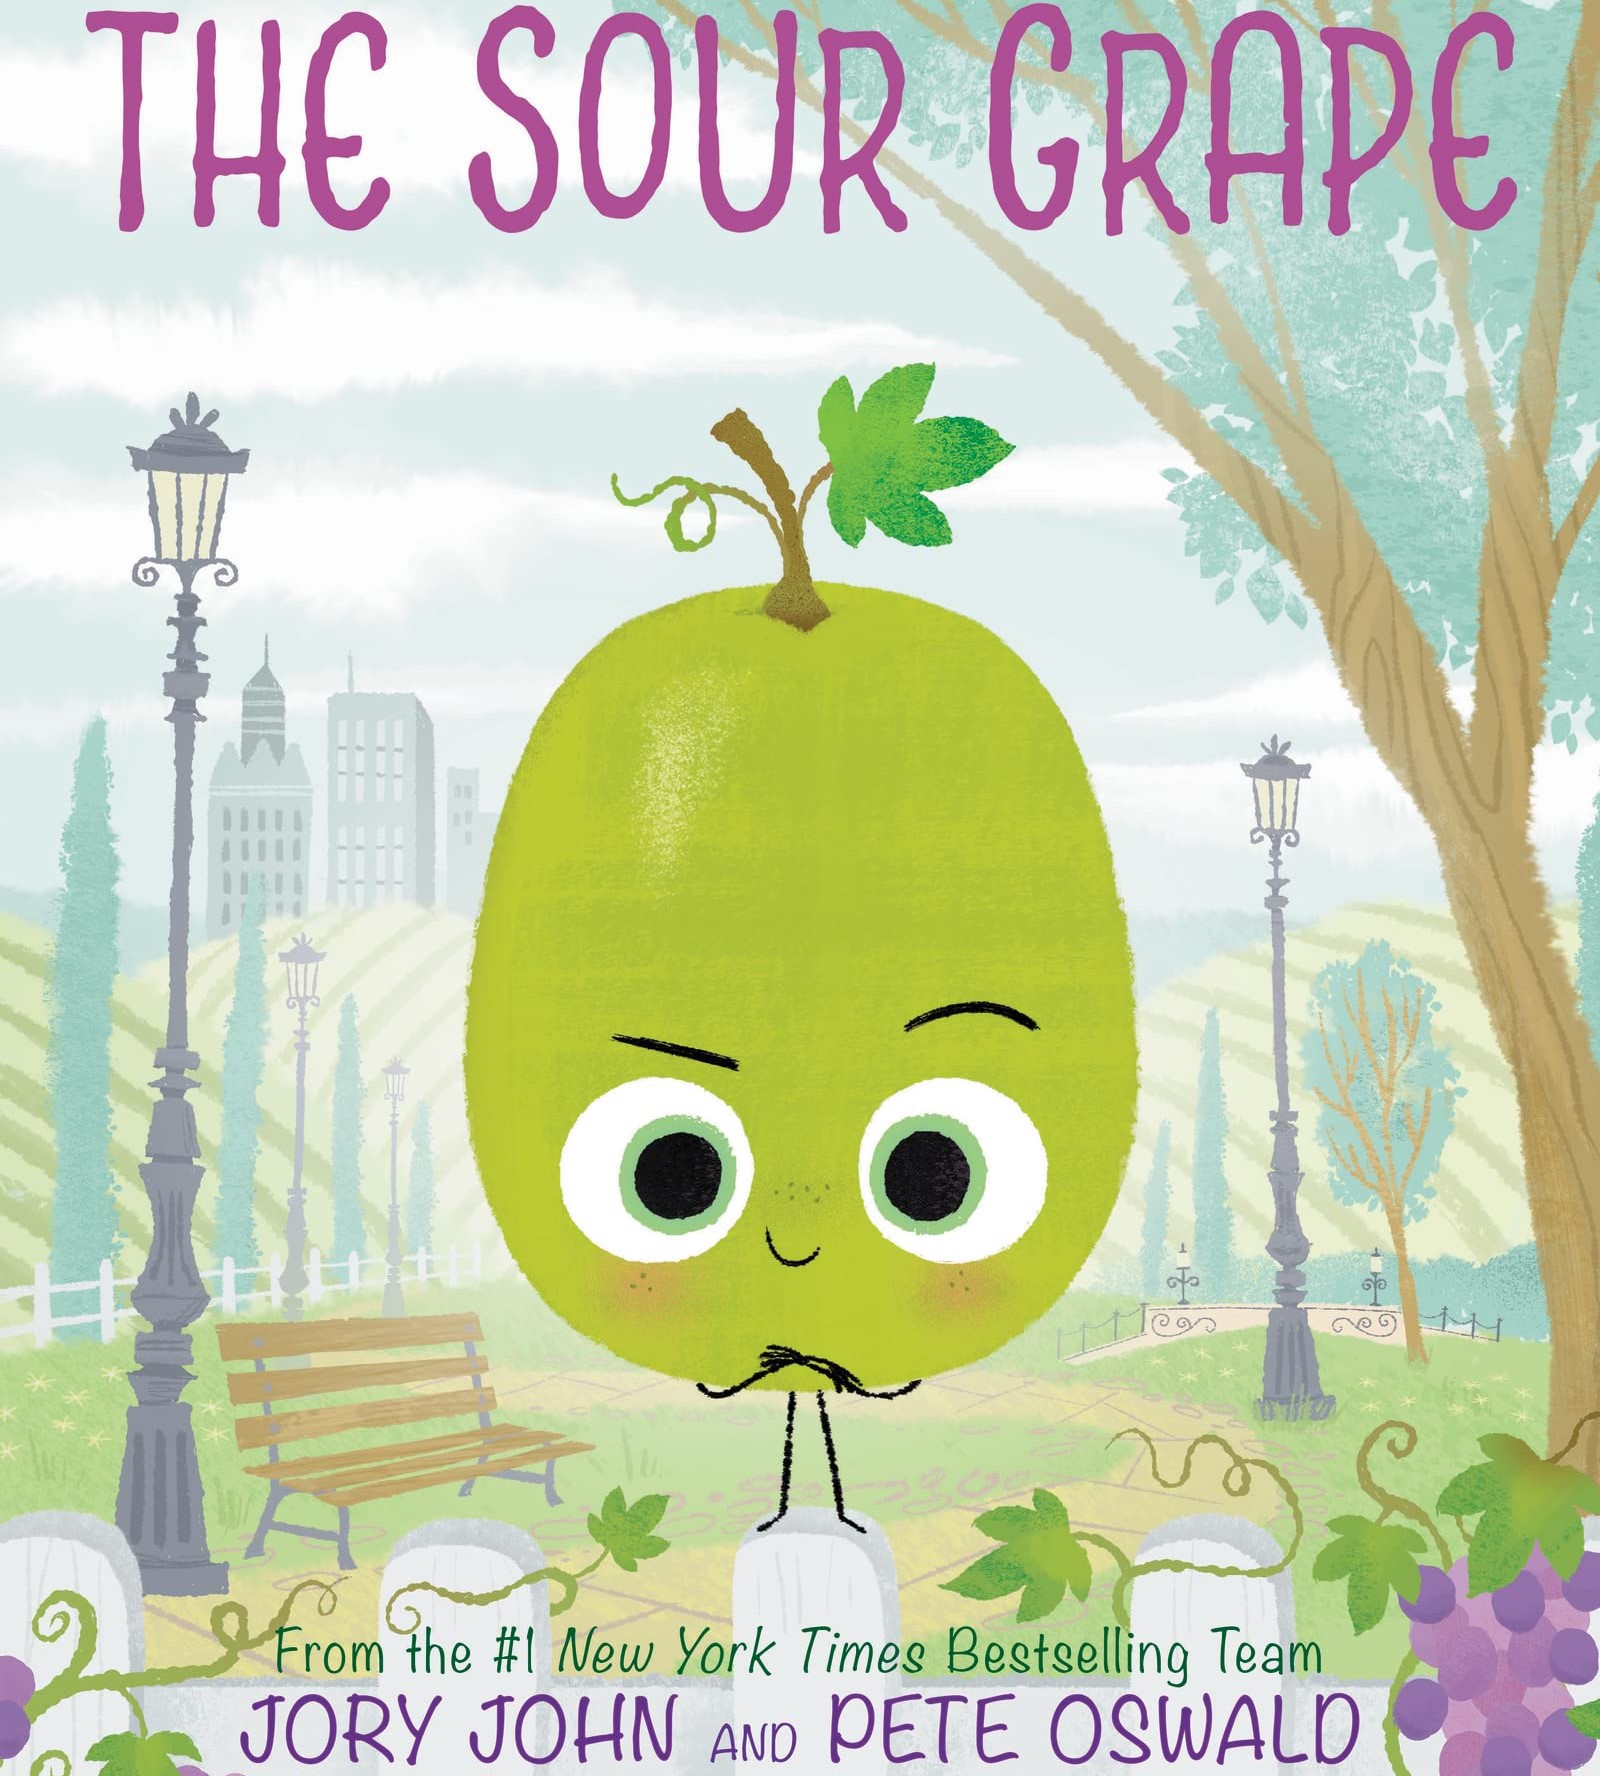 THE SOUR GRAPE
From the #1 New York Times Bestselling Team
JORY JOHN AND PETE OSWALD